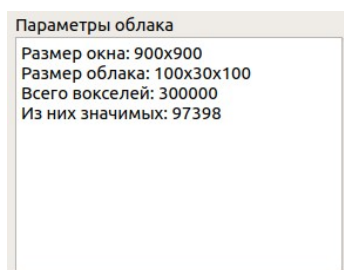 Параметры облака
Размер окна: 900x900
Размер облака: 100x30x100
Всего вокселей: 300000
Из них значимых: 97398